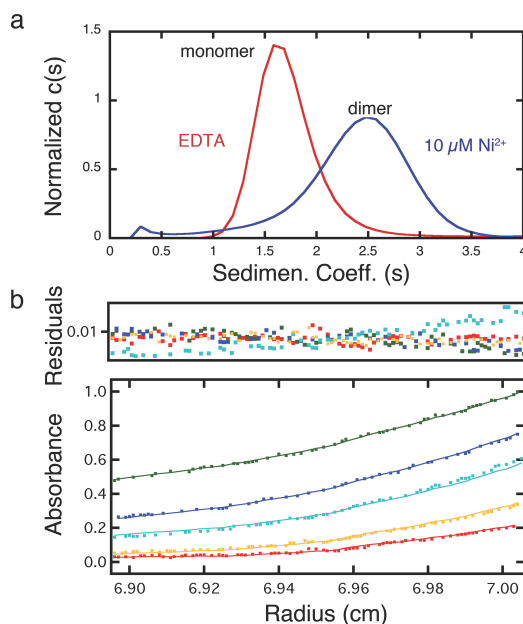 a
1.5
1
0.5
0
Normalized c(s)
monomer
dimer
EDTA
10 µM Ni²⁺
0 0.5 1 1.5 2 2.5 3 3.5 4
Sedimen. Coeff. (s)
b
0.01
Residuals
1.0
0.8
0.6
0.4
0.2
0.0
Absorbance
6.90 6.92 6.94 6.96 6.98 7.00
Radius (cm)